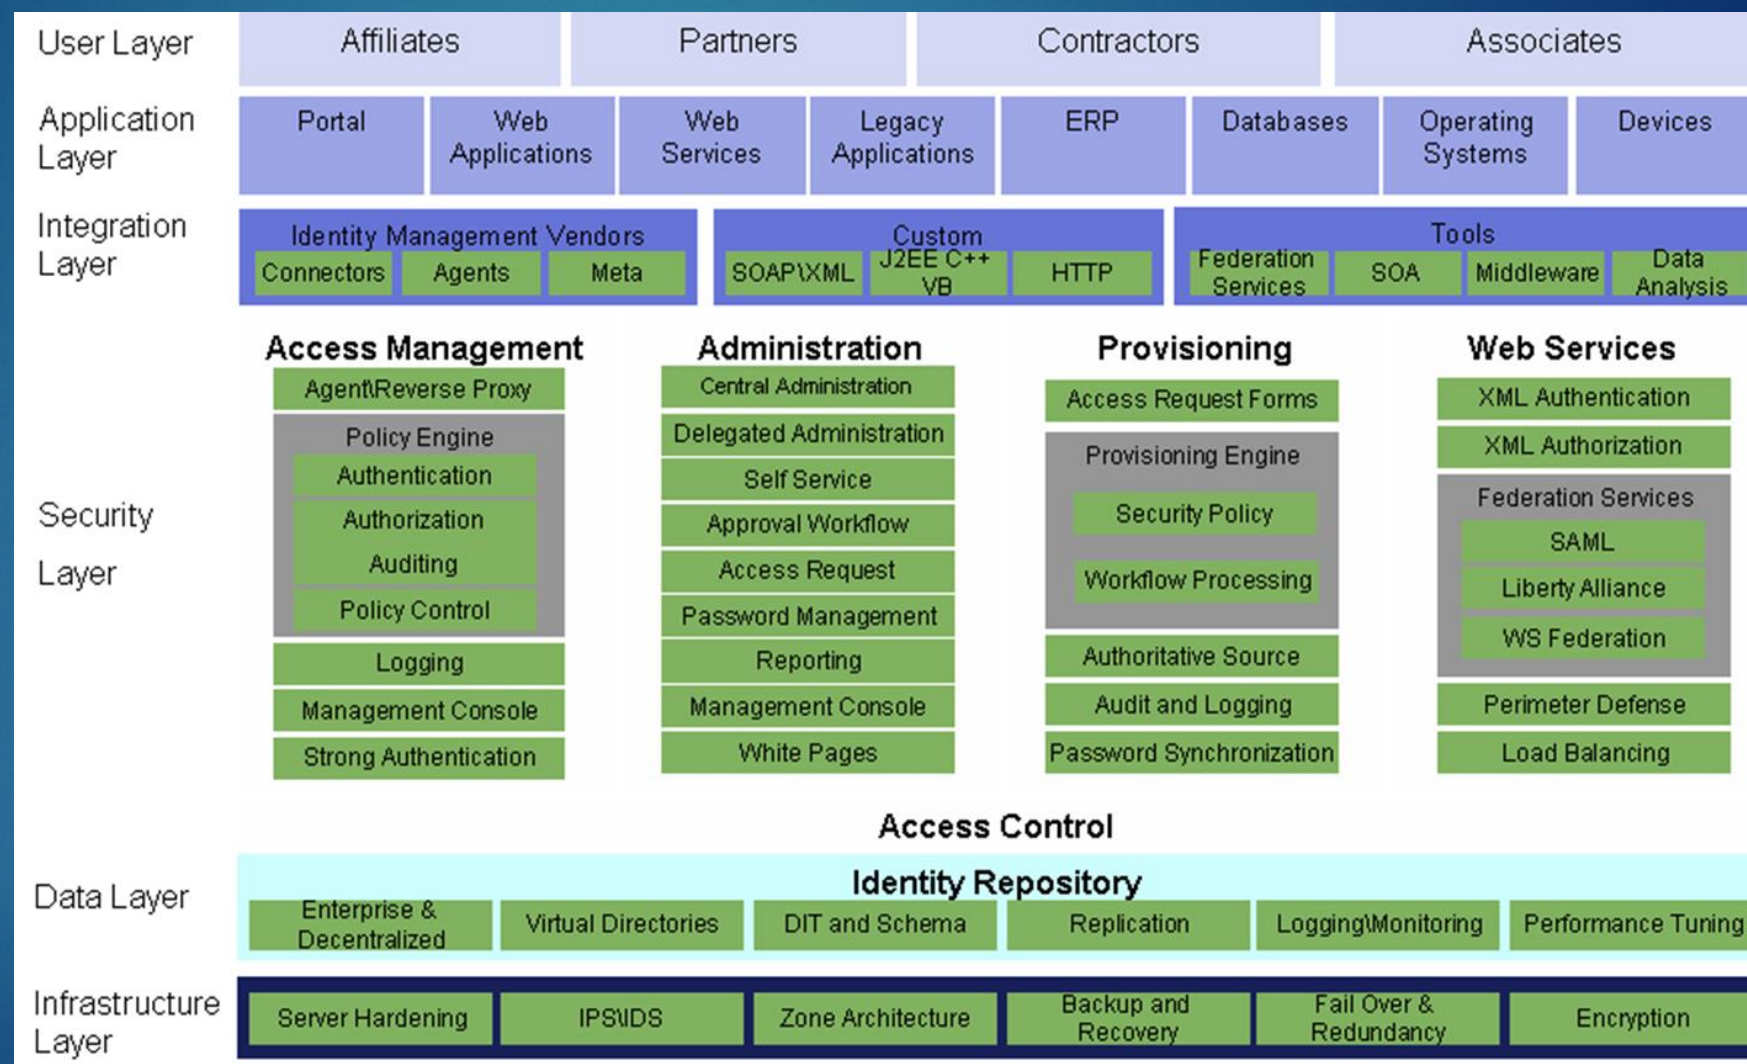 User Layer
Affiliates
Partners
Contractors
Associates
Application
Layer
Portal
Web
Applications
Web
Services
Legacy
Applications
ERP
Databases
Operating
Systems
Devices
Integration
Layer
Identity Management Vendors
Connectors
Agents
Meta
Custom
SOAP\XML
J2EE C++
VB
HTTP
Tools
Federation
Services
SOA
Middleware
Data
Analysis
Security
Layer
Access Management
Agent\Reverse Proxy
Policy Engine
Authentication
Authorization
Auditing
Policy Control
Logging
Management Console
Strong Authentication
Administration
Central Administration
Delegated Administration
Self Service
Approval Workflow
Access Request
Password Management
Reporting
Management Console
White Pages
Provisioning
Access Request Forms
Provisioning Engine
Security Policy
Workflow Processing
Authoritative Source
Audit and Logging
Password Synchronization
Web Services
XML Authentication
XML Authorization
Federation Services
SAML
Liberty Alliance
WS Federation
Perimeter Defense
Load Balancing
Access Control
Data Layer
Identity Repository
Enterprise &
Decentralized
Virtual Directories
DIT and Schema
Replication
Logging\Monitoring
Performance Tuning
Infrastructure
Layer
Server Hardening
IPS\IDS
Zone Architecture
Backup and
Recovery
Fail Over &
Redundancy
Encryption